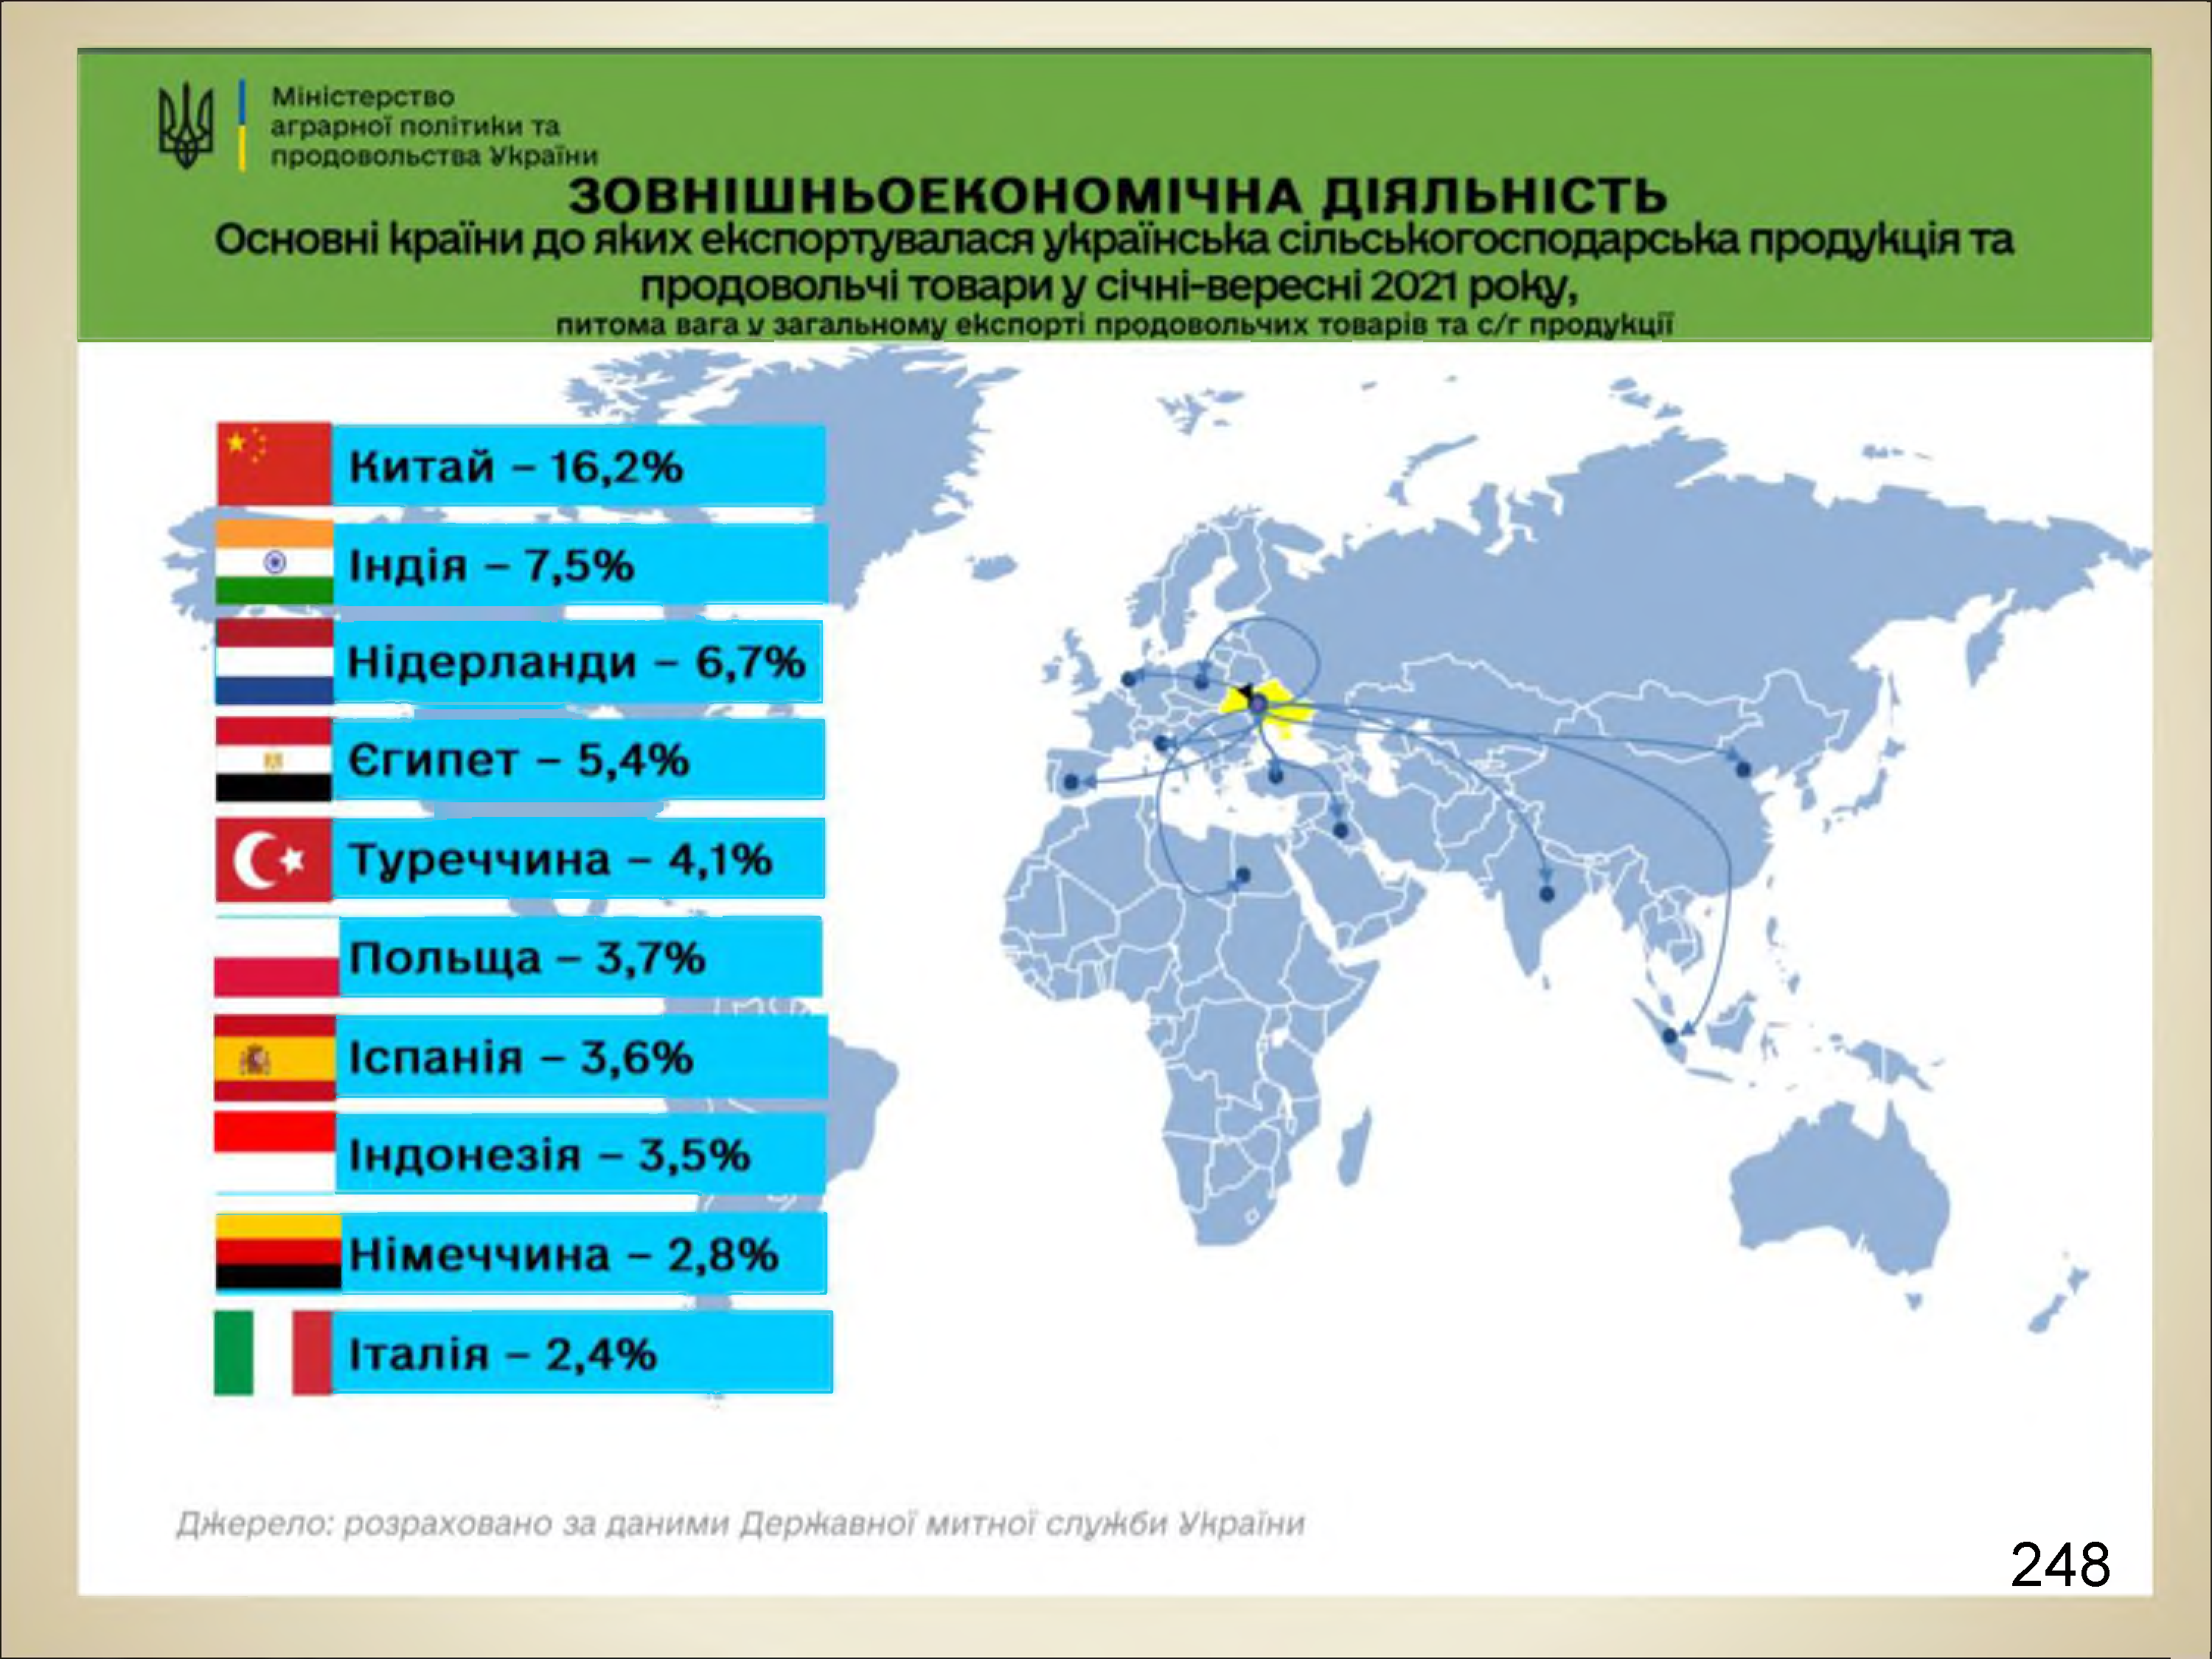 Міністерство
аграрної політики та
продовольства України
ЗОВНІШНЬОЕКОНОМІЧНА ДІЯЛЬНІСТЬ
Основні країни до яких експортувалася українська сільськогосподарська продукція та
продовольчі товари у січні-вересні 2021 року,
питома вага у загальному експорті продовольчих товарів та с/г продукції
Китай – 16,2%
Індія – 7,5%
Нідерланди – 6,7%
Єгипет – 5,4%
Туреччина – 4,1%
Польща – 3,7%
Іспанія – 3,6%
Індонезія – 3,5%
Німеччина – 2,8%
Італія – 2,4%
Джерело: розраховано за даними Державної митної служби України
248